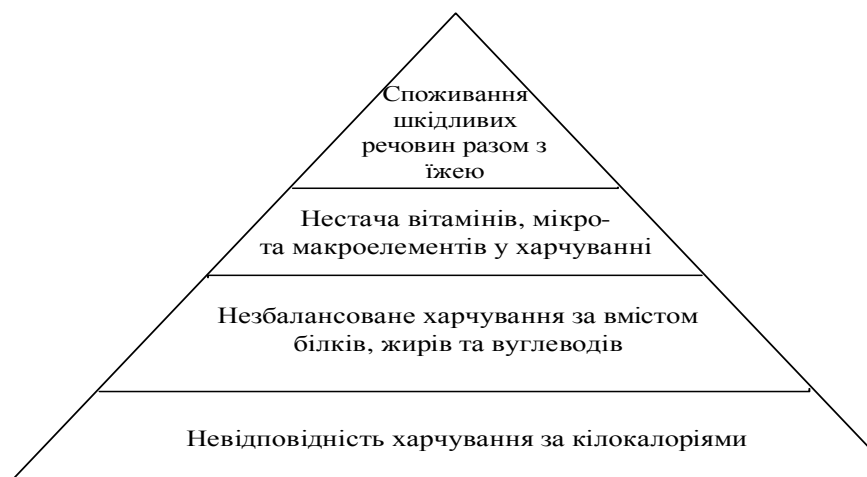 Споживання
шкідливих
речовин разом з
їжею
Нестача вітамінів, мікро-
та макроелементів у харчуванні
Незбалансоване харчування за вмістом
білків, жирів та вуглеводів
Невідповідність харчування за кілокалоріями